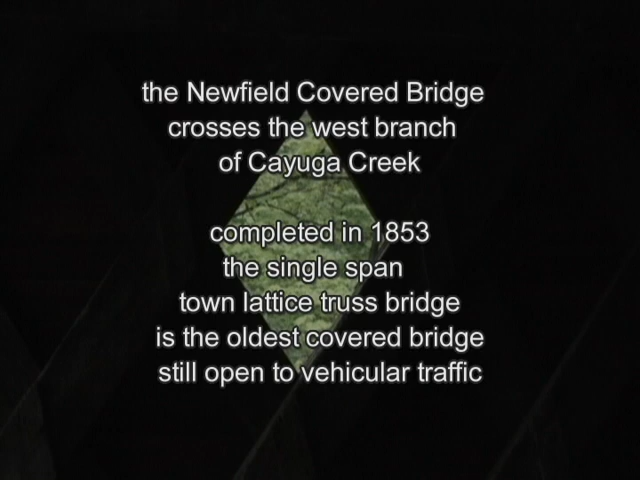 the Newfield Covered Bridge
crosses the west branch
of Cayuga Creek
completed in 1853
the single span
town lattice truss bridge
is the oldest covered bridge
still open to vehicular traffic